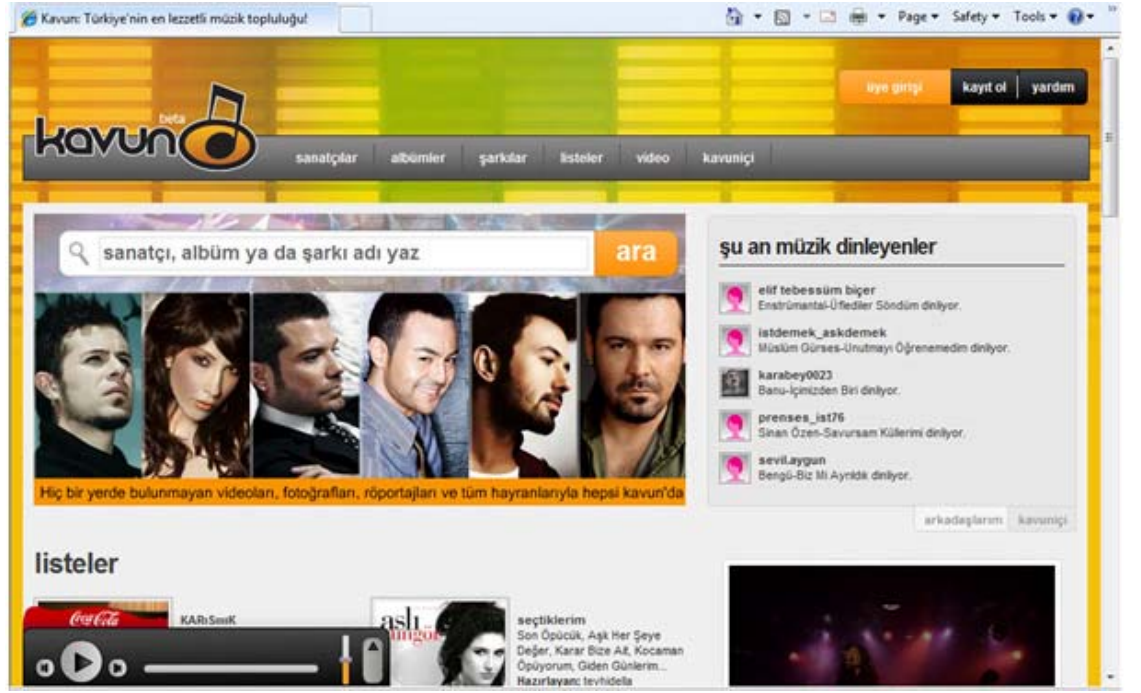 Kavun: Türkiye'nin en lezzetli müzik topluluğu!
Page
Safety
Tools
üye girişi
kayıt ol
yardım
beta
kavun
sanatçılar
albümler
şarkılar
listeler
video
kavuniçi
sanatçı, albüm ya da şarkı adı yaz
ara
Hiç bir yerde bulunmayan videoları, fotoğrafları, röportajları ve tüm hayranlarıyla hepsi kavun'da
şu an müzik dinleyenler
elif tebessüm biçer
Enstrümantal-Üflediler Söndüm dinliyor.
istdemek_askdemek
Müslüm Gürses-Unutmayı Öğrenemedim dinliyor.
karabey0023
Banu-İçimizden Biri dinliyor.
prenses_ist76
Sinan Özen-Savursam Küllerimi dinliyor.
sevil.aygun
Bengü-Biz Mi Ayrıldık dinliyor.
arkadaşlarım
kavuniçi
listeler
Coca-Cola
KARıSııııK
aslı
güngör
seçtiklerim
Son Öpücük, Aşk Her Şeye
Değer, Karar Bize Ait, Kocaman
Öpüyorum, Giden Günlerim...
Hazırlayan: tevhidella